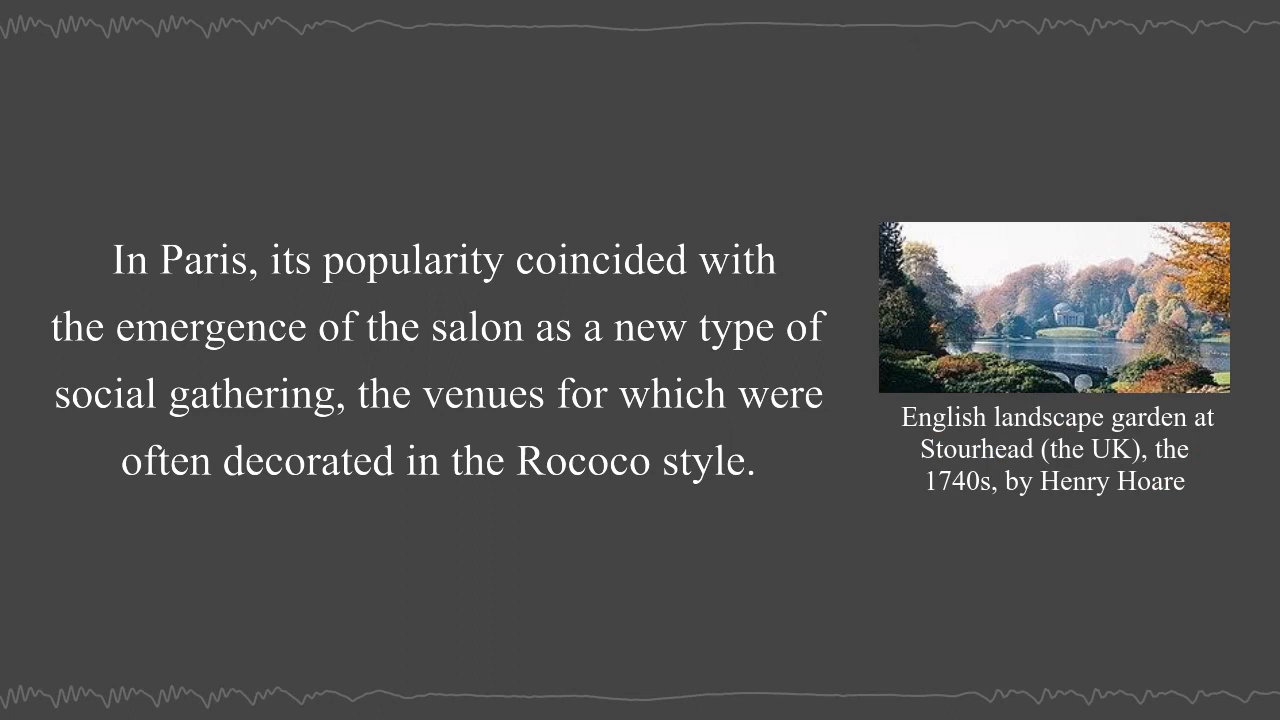 In Paris, its popularity coincided with
the emergence of the salon as a new type of
social gathering, the venues for which were
often decorated in the Rococo style.
English landscape garden at
Stourhead (the UK), the
1740s, by Henry Hoare